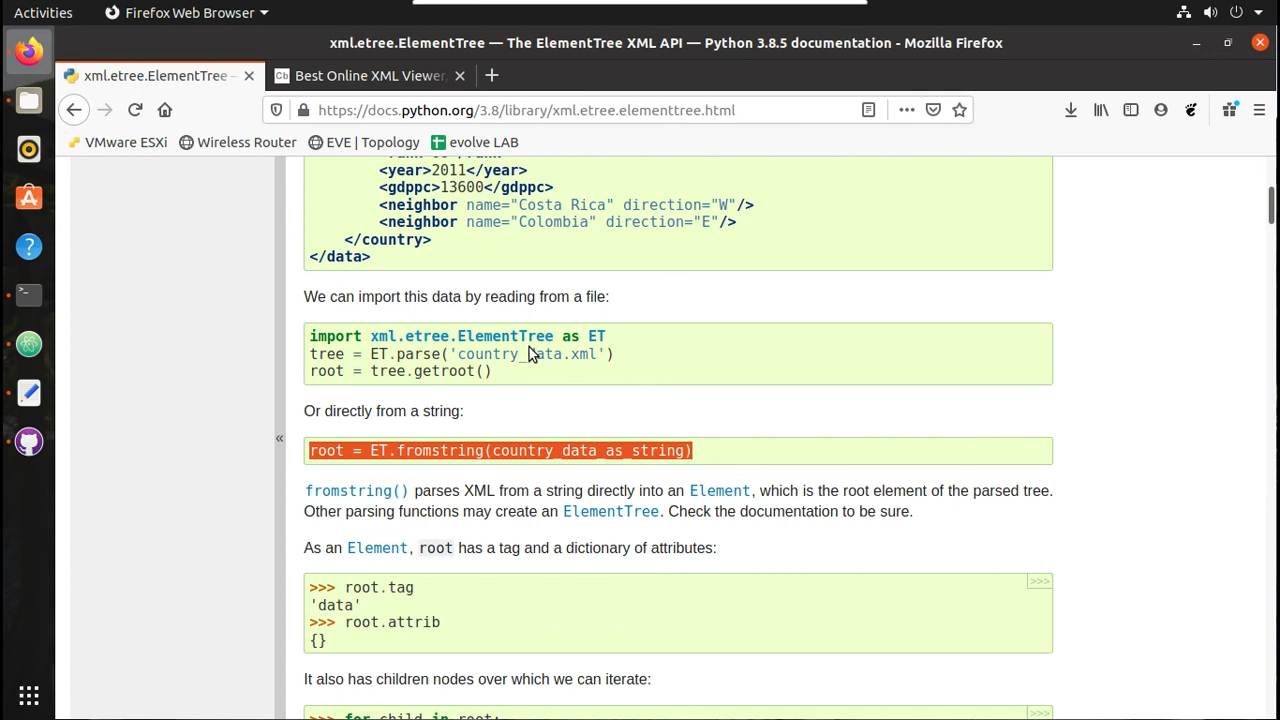 Activities
Firefox Web Browser
xml.etree.ElementTree — The ElementTree XML API — Python 3.8.5 documentation - Mozilla Firefox
xml.etree.ElementTree —
Cb
Best Online XML Viewer,
https://docs.python.org/3.8/library/xml.etree.elementtree.html
VMware ESXi
Wireless Router
EVE | Topology
evolve LAB
<year>2011</year>
<gdppc>13600</gdppc>
<neighbor name="Costa Rica" direction="W"/>
<neighbor name="Colombia" direction="E"/>
</country>
</data>
We can import this data by reading from a file:
import xml.etree.ElementTree as ET
tree = ET.parse('country_data.xml')
root = tree.getroot()
Or directly from a string:
«
root = ET.fromstring(country_data_as_string)
fromstring() parses XML from a string directly into an Element, which is the root element of the parsed tree.
Other parsing functions may create an ElementTree. Check the documentation to be sure.
As an Element, root has a tag and a dictionary of attributes:
>>> root.tag
>>>
'data'
>>> root.attrib
{}
It also has children nodes over which we can iterate:
>>> for child in root:
>>>